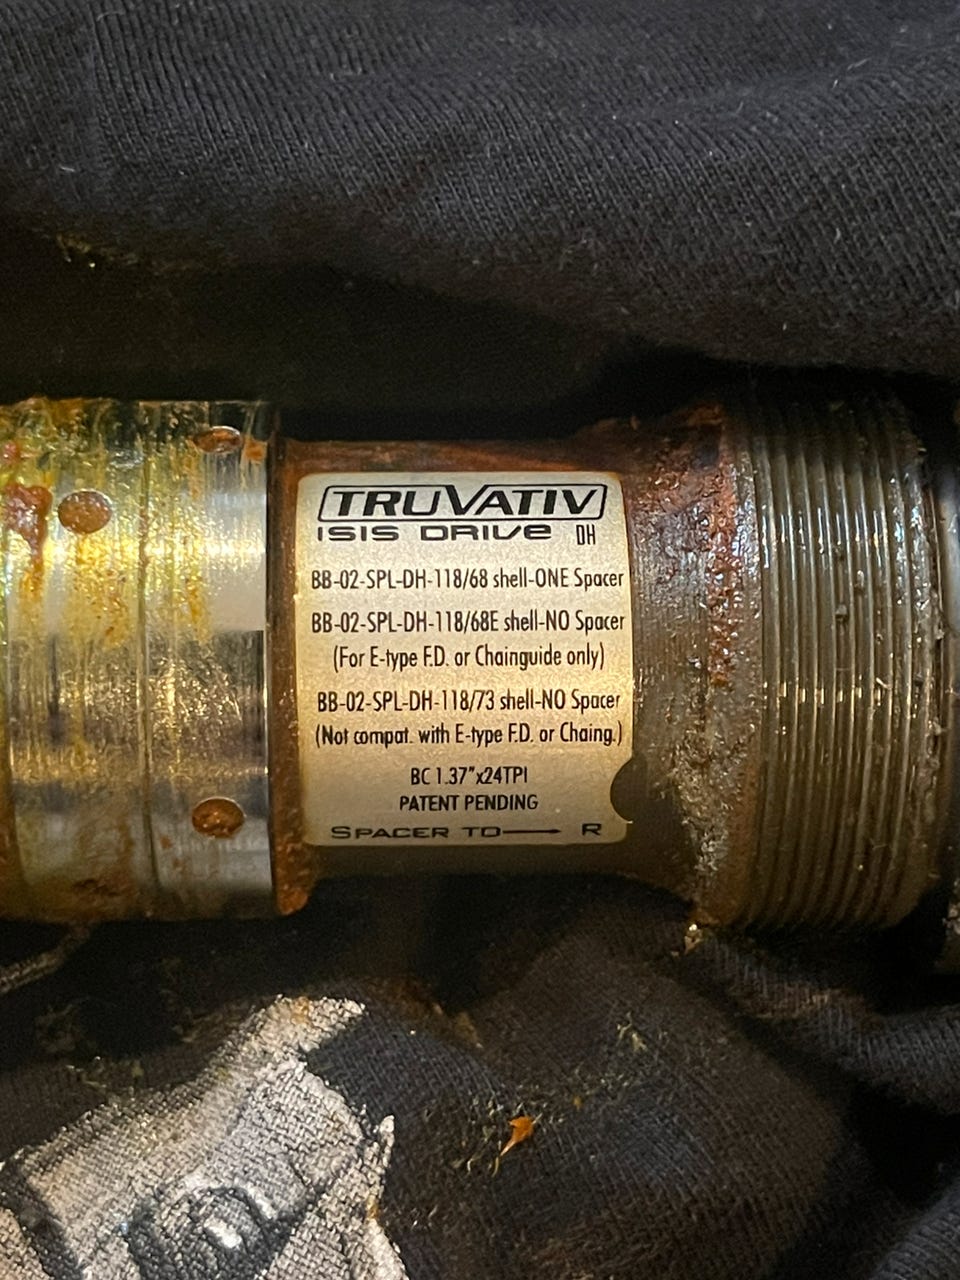 TRUVATIV
ISIS DRIVE DH
BB-02-SPL-DH-118/68 shell-ONE Spacer
BB-02-SPL-DH-118/68E shell-NO Spacer
(For E-type F.D. or Chainguide only)
BB-02-SPL-DH-118/73 shell-NO Spacer
(Not compat. with E-type F.D. or Chaing.)
BC 1.37"x24TPI
PATENT PENDING
SPACER TO → R